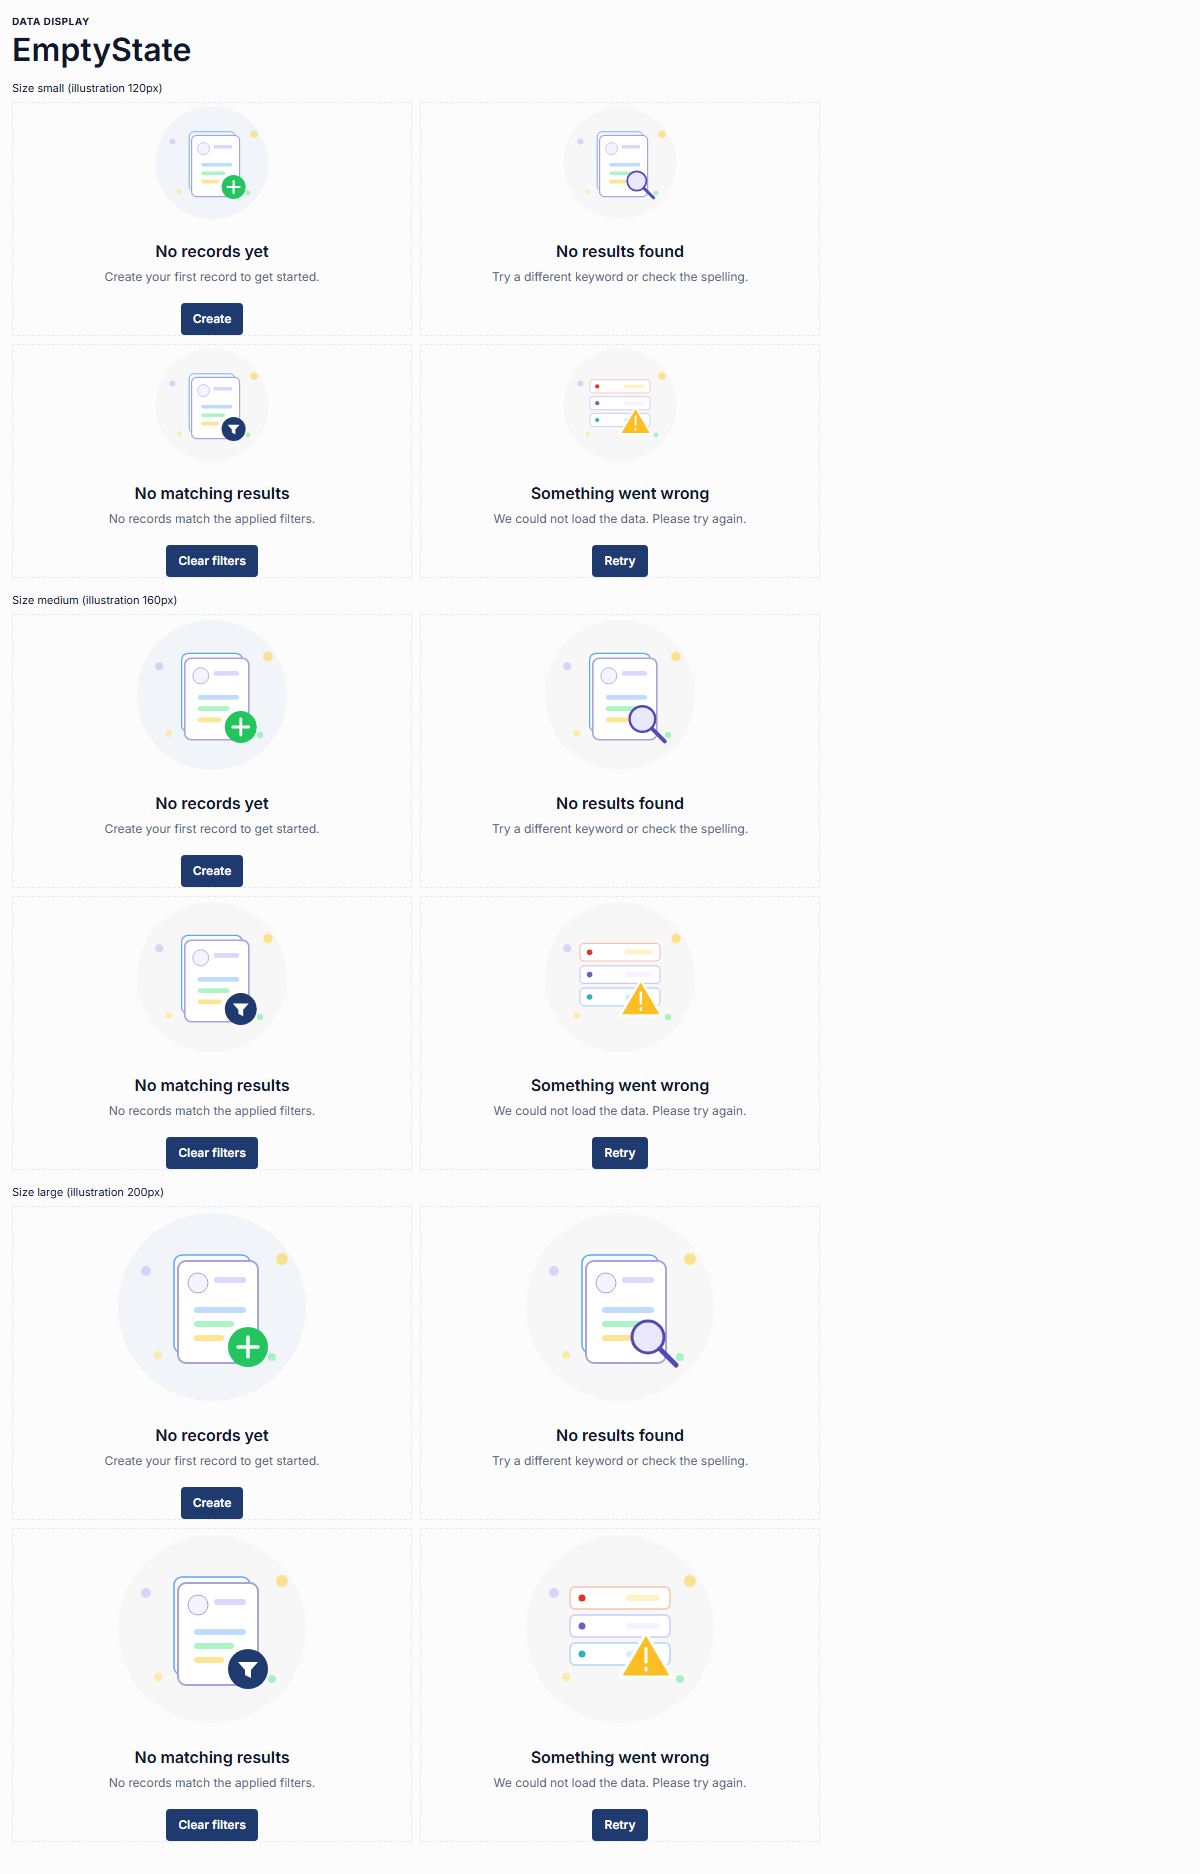 DATA DISPLAY
EmptyState
Size small (illustration 120px)
No records yet
Create your first record to get started.
Create
No results found
Try a different keyword or check the spelling.
No matching results
No records match the applied filters.
Clear filters
Something went wrong
We could not load the data. Please try again.
Retry
Size medium (illustration 160px)
No records yet
Create your first record to get started.
Create
No results found
Try a different keyword or check the spelling.
No matching results
No records match the applied filters.
Clear filters
Something went wrong
We could not load the data. Please try again.
Retry
Size large (illustration 200px)
No records yet
Create your first record to get started.
Create
No results found
Try a different keyword or check the spelling.
No matching results
No records match the applied filters.
Clear filters
Something went wrong
We could not load the data. Please try again.
Retry